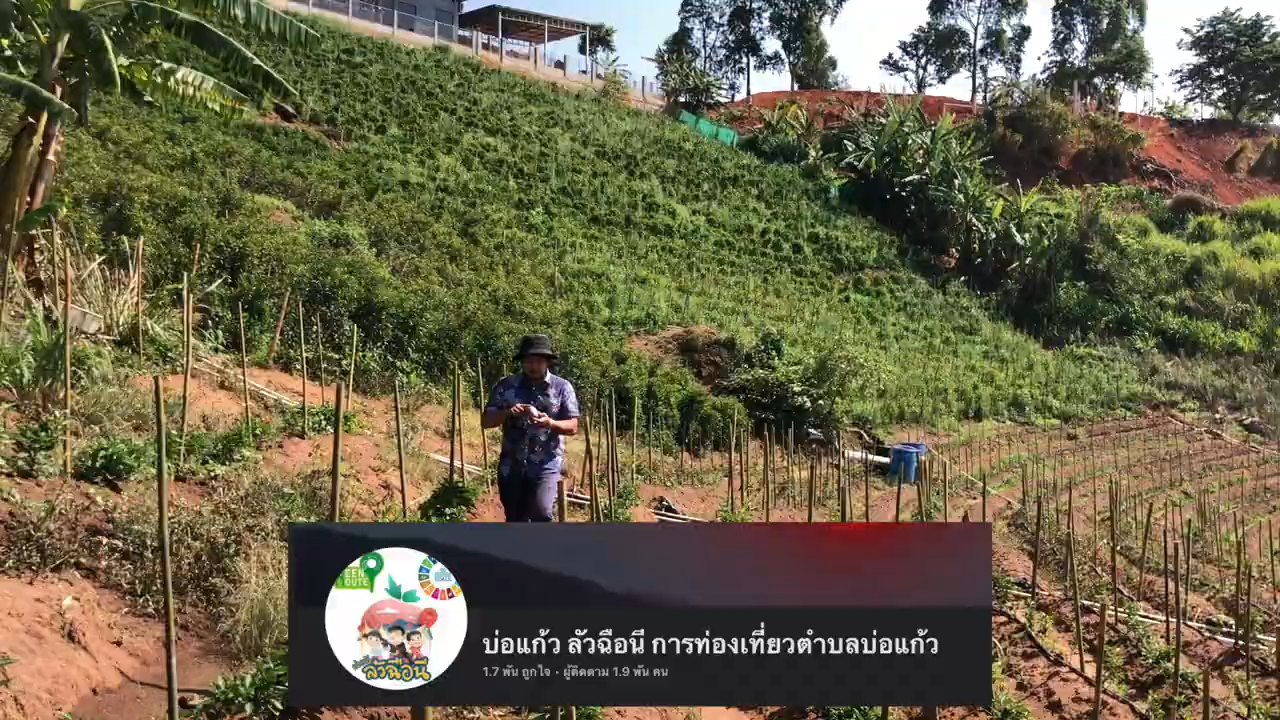 EEN
OUTE
ลัวฉือนี
บ่อแก้ว ลัวฉือนี การท่องเที่ยวตำบลบ่อแก้ว
1.7 พัน ถูกใจ • ผู้ติดตาม 1.9 พัน คน